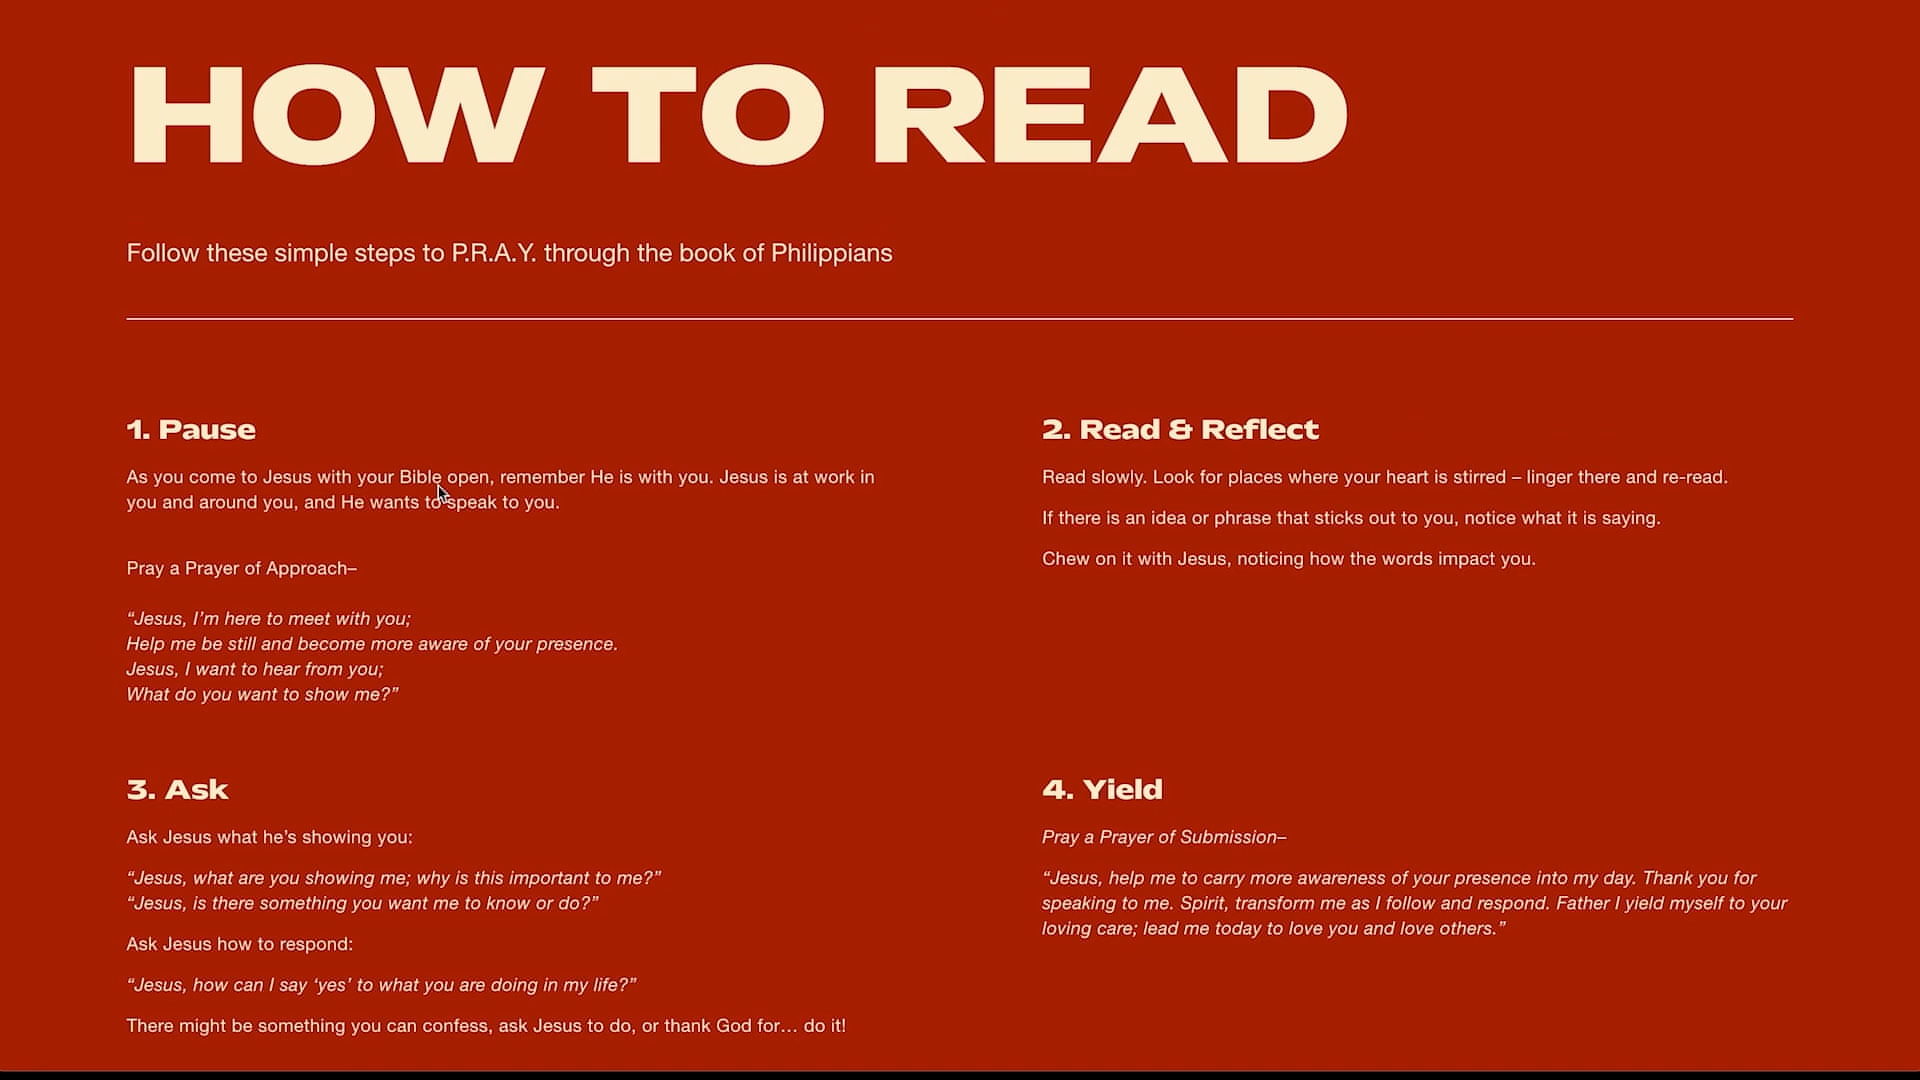 HOW TO READ
Follow these simple steps to P.R.A.Y. through the book of Philippians
1. Pause
As you come to Jesus with your Bible open, remember He is with you. Jesus is at work in
you and around you, and He wants to speak to you.
Pray a Prayer of Approach–
“Jesus, I’m here to meet with you;
Help me be still and become more aware of your presence.
Jesus, I want to hear from you;
What do you want to show me?”
2. Read & Reflect
Read slowly. Look for places where your heart is stirred – linger there and re-read.
If there is an idea or phrase that sticks out to you, notice what it is saying.
Chew on it with Jesus, noticing how the words impact you.
3. Ask
Ask Jesus what he’s showing you:
“Jesus, what are you showing me; why is this important to me?”
“Jesus, is there something you want me to know or do?”
Ask Jesus how to respond:
“Jesus, how can I say ‘yes’ to what you are doing in my life?”
There might be something you can confess, ask Jesus to do, or thank God for… do it!
4. Yield
Pray a Prayer of Submission–
“Jesus, help me to carry more awareness of your presence into my day. Thank you for
speaking to me. Spirit, transform me as I follow and respond. Father I yield myself to your
loving care; lead me today to love you and love others.”